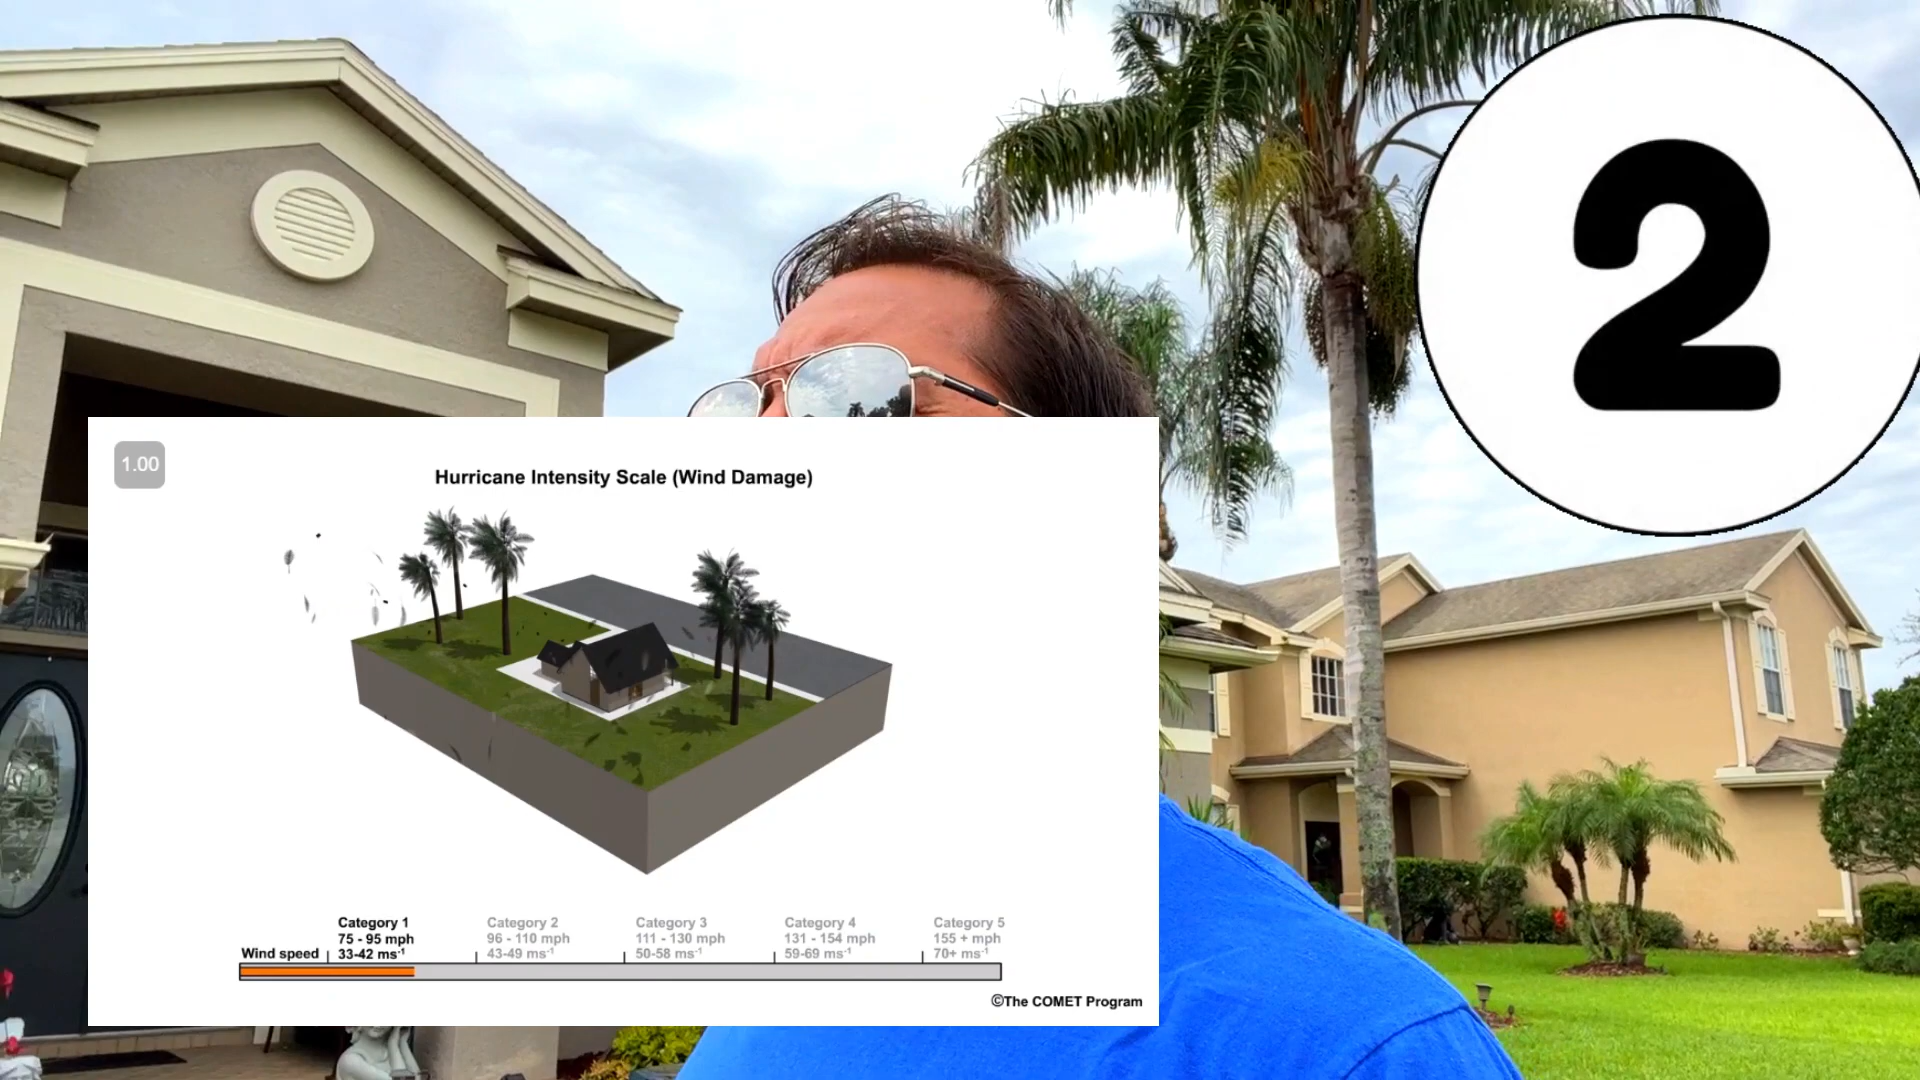 2
1.00
Hurricane Intensity Scale (Wind Damage)
Wind speed
Category 1
75 - 95 mph
33-42 ms⁻¹
Category 2
96 - 110 mph
43-49 ms⁻¹
Category 3
111 - 130 mph
50-58 ms⁻¹
Category 4
131 - 154 mph
59-69 ms⁻¹
Category 5
155 + mph
70+ ms⁻¹
©The COMET Program